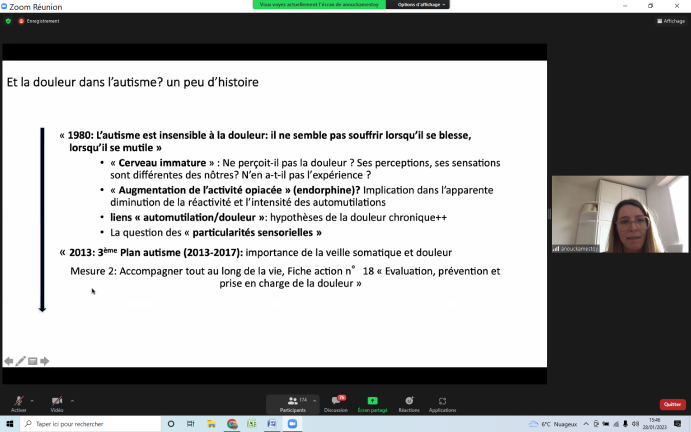 Zoom Réunion
Vous voyez actuellement l'écran de anouckamestoy
Options d'affichage
Enregistrement
Affichage
Et la douleur dans l'autisme? un peu d'histoire
« 1980: L'autisme est insensible à la douleur: il ne semble pas souffrir lorsqu'il se blesse,
lorsqu'il se mutile »
• « Cerveau immature » : Ne perçoit-il pas la douleur ? Ses perceptions, ses sensations
sont différentes des nôtres? N'en a-t-il pas l'expérience ?
• « Augmentation de l'activité opiacée » (endorphine)? Implication dans l'apparente
diminution de la réactivité et l'intensité des automutilations
• liens « automutilation/douleur »: hypothèses de la douleur chronique++
• La question des « particularités sensorielles »
« 2013: 3ème Plan autisme (2013-2017): importance de la veille somatique et douleur
Mesure 2: Accompagner tout au long de la vie, Fiche action n° 18 « Evaluation, prévention et
prise en charge de la douleur »
anouckamestoy
Activer
Vidéo
174
Participants
76
Discussion
Écran partagé
Réactions
Applications
Quitter
Taper ici pour rechercher
6°C Nuageux
15:46
28/01/2023